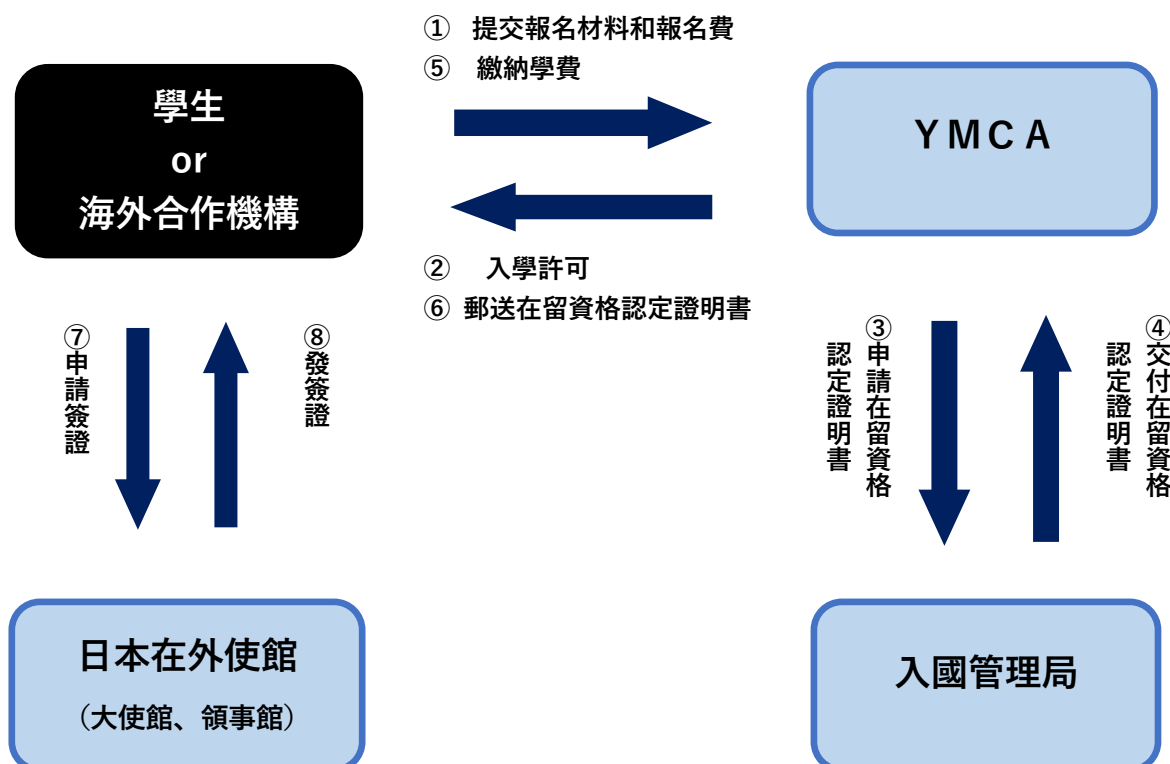 ① 提交報名材料和報名費
⑤ 繳納學費
學生
or
海外合作機構
YMCA
② 入學許可
⑥ 郵送在留資格認定證明書
⑦申請簽證
⑧發簽證
③申請在留資格
認定證明書
④交付在留資格
認定證明書
日本在外使館
（大使館、領事館）
入國管理局